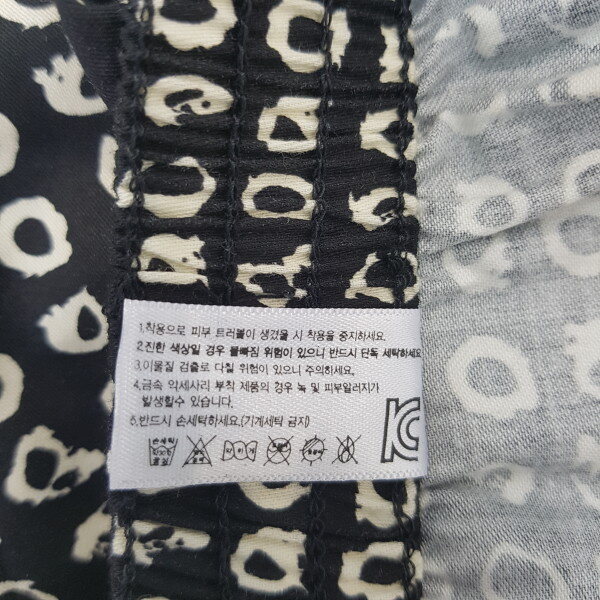 1.착용으로 피부 트러블이 생겼을 시 착용을 중지하세요.
2.진한 색상일 경우 물빠짐 위험이 있으니 반드시 단독 세탁하세요
3.이물질 검출로 다칠 위험이 있으니 주의하세요.
4.금속 악세사리 부착 제품의 경우 녹 및 피부알러지가
발생할수 있습니다.
5.반드시 손세탁하세요.(기계세탁 금지)
손세탁
KC